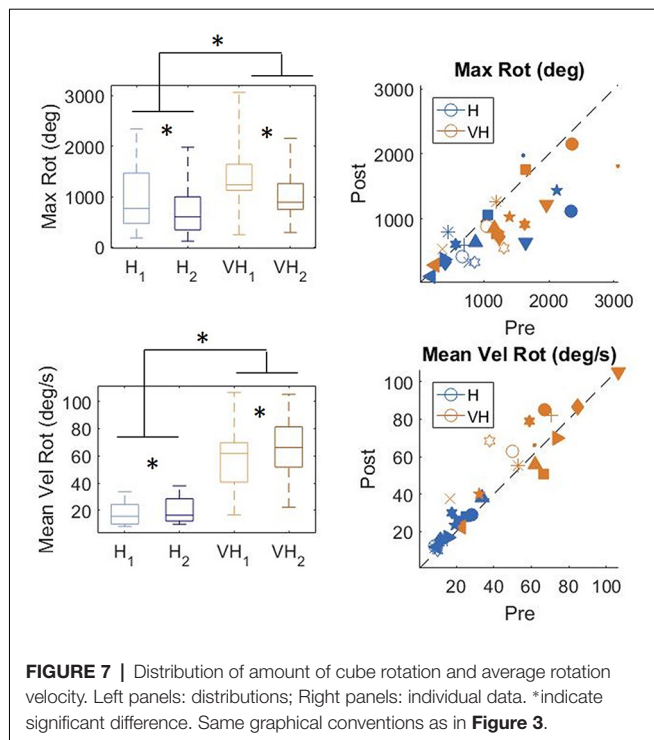 *
3000
2000
1000
0
Max Rot (deg)
*
*
H₁ H₂ VH₁ VH₂
Max Rot (deg)
3000
2000
1000
Post
H
VH
1000 2000 3000
Pre
*
100
80
60
40
20
Mean Vel Rot (deg/s)
*
*
H₁ H₂ VH₁ VH₂
Mean Vel Rot (deg/s)
100
80
60
40
20
Post
H
VH
20 40 60 80 100
Pre
FIGURE 7 | Distribution of amount of cube rotation and average rotation
velocity. Left panels: distributions; Right panels: individual data. *indicate
significant difference. Same graphical conventions as in Figure 3.